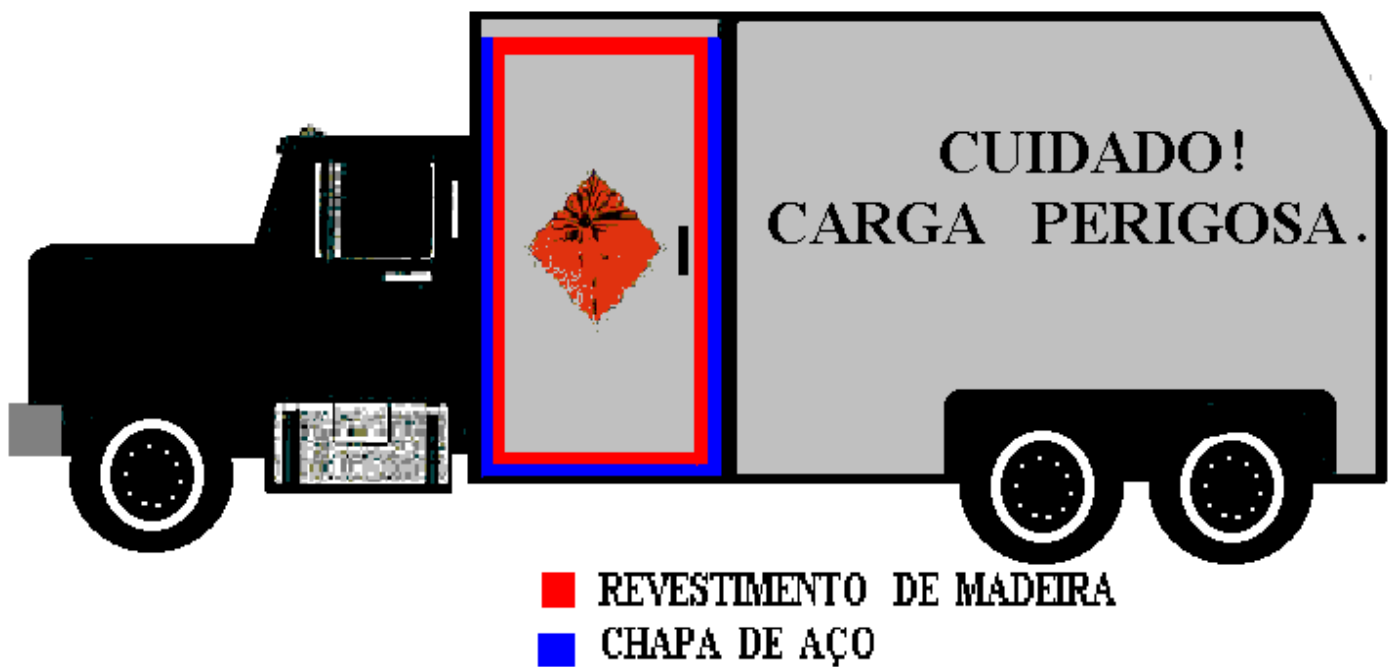 CUIDADO!
CARGA PERIGOSA.
REVESTIMENTO DE MADEIRA
CHAPA DE AÇO